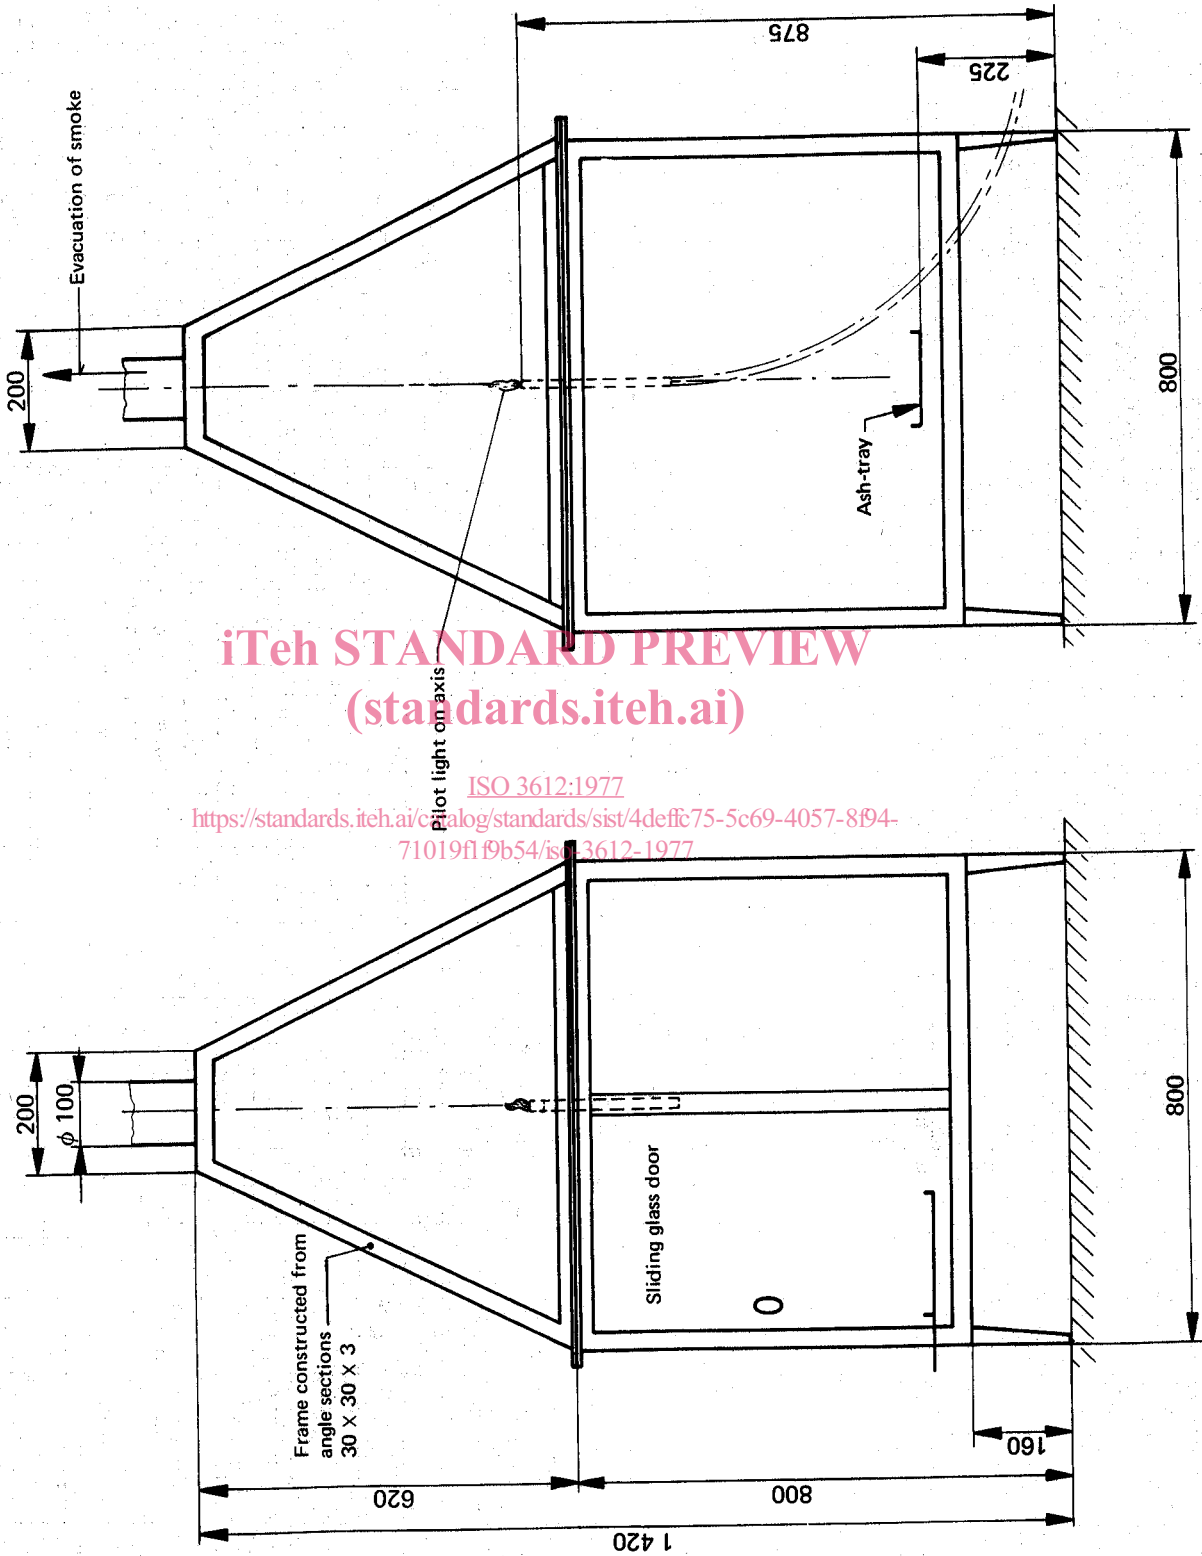 875
225
Evacuation of smoke
200
800
Ash-tray
Pilot light on axis
iTeh STANDARD PREVIEW
(standards.iteh.ai)
ISO 3612:1977
https://standards.iteh.ai/catalog/standards/sist/4deffc75-5c69-4057-8f94-
71019f1f9b54/iso-3612-1977
200
ϕ 100
800
Sliding glass door
Frame constructed from
angle sections
30 X 30 X 3
160
620
800
1 420